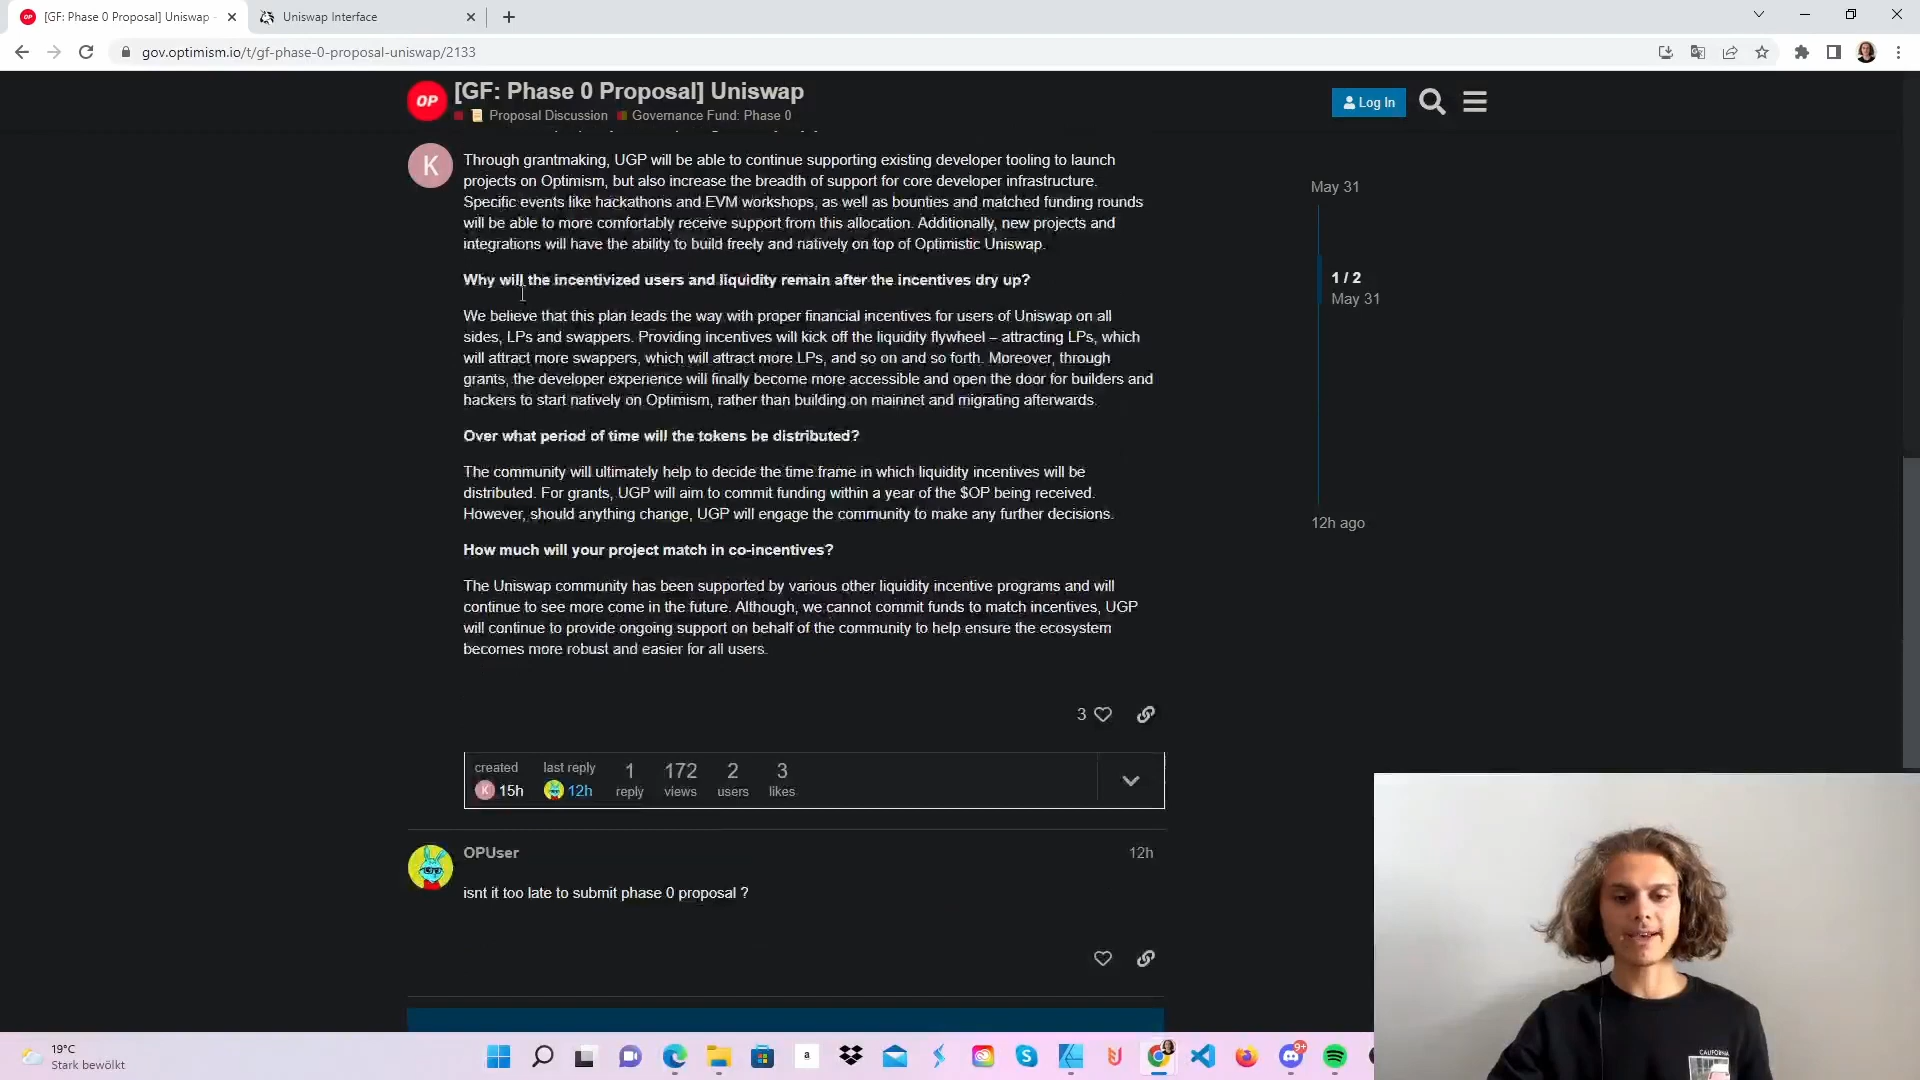 [GF: Phase 0 Proposal] Uniswap -
Uniswap Interface
gov.optimism.io/t/gf-phase-0-proposal-uniswap/2133
OP
[GF: Phase 0 Proposal] Uniswap
Proposal Discussion Governance Fund: Phase 0
Log In
K
Through grantmaking, UGP will be able to continue supporting existing developer tooling to launch
projects on Optimism, but also increase the breadth of support for core developer infrastructure.
Specific events like hackathons and EVM workshops, as well as bounties and matched funding rounds
will be able to more comfortably receive support from this allocation. Additionally, new projects and
integrations will have the ability to build freely and natively on top of Optimistic Uniswap.
Why will the incentivized users and liquidity remain after the incentives dry up?
We believe that this plan leads the way with proper financial incentives for users of Uniswap on all
sides, LPs and swappers. Providing incentives will kick off the liquidity flywheel – attracting LPs, which
will attract more swappers, which will attract more LPs, and so on and so forth. Moreover, through
grants, the developer experience will finally become more accessible and open the door for builders and
hackers to start natively on Optimism, rather than building on mainnet and migrating afterwards.
Over what period of time will the tokens be distributed?
The community will ultimately help to decide the time frame in which liquidity incentives will be
distributed. For grants, UGP will aim to commit funding within a year of the $OP being received.
However, should anything change, UGP will engage the community to make any further decisions.
How much will your project match in co-incentives?
The Uniswap community has been supported by various other liquidity incentive programs and will
continue to see more come in the future. Although, we cannot commit funds to match incentives, UGP
will continue to provide ongoing support on behalf of the community to help ensure the ecosystem
becomes more robust and easier for all users.
3
created last reply 1 172 2 3
K 15h 12h reply views users likes
OPUser 12h
isnt it too late to submit phase 0 proposal ?
May 31
1 / 2
May 31
12h ago
19°C
Stark bewölkt
a
9+
CALIFORNIA